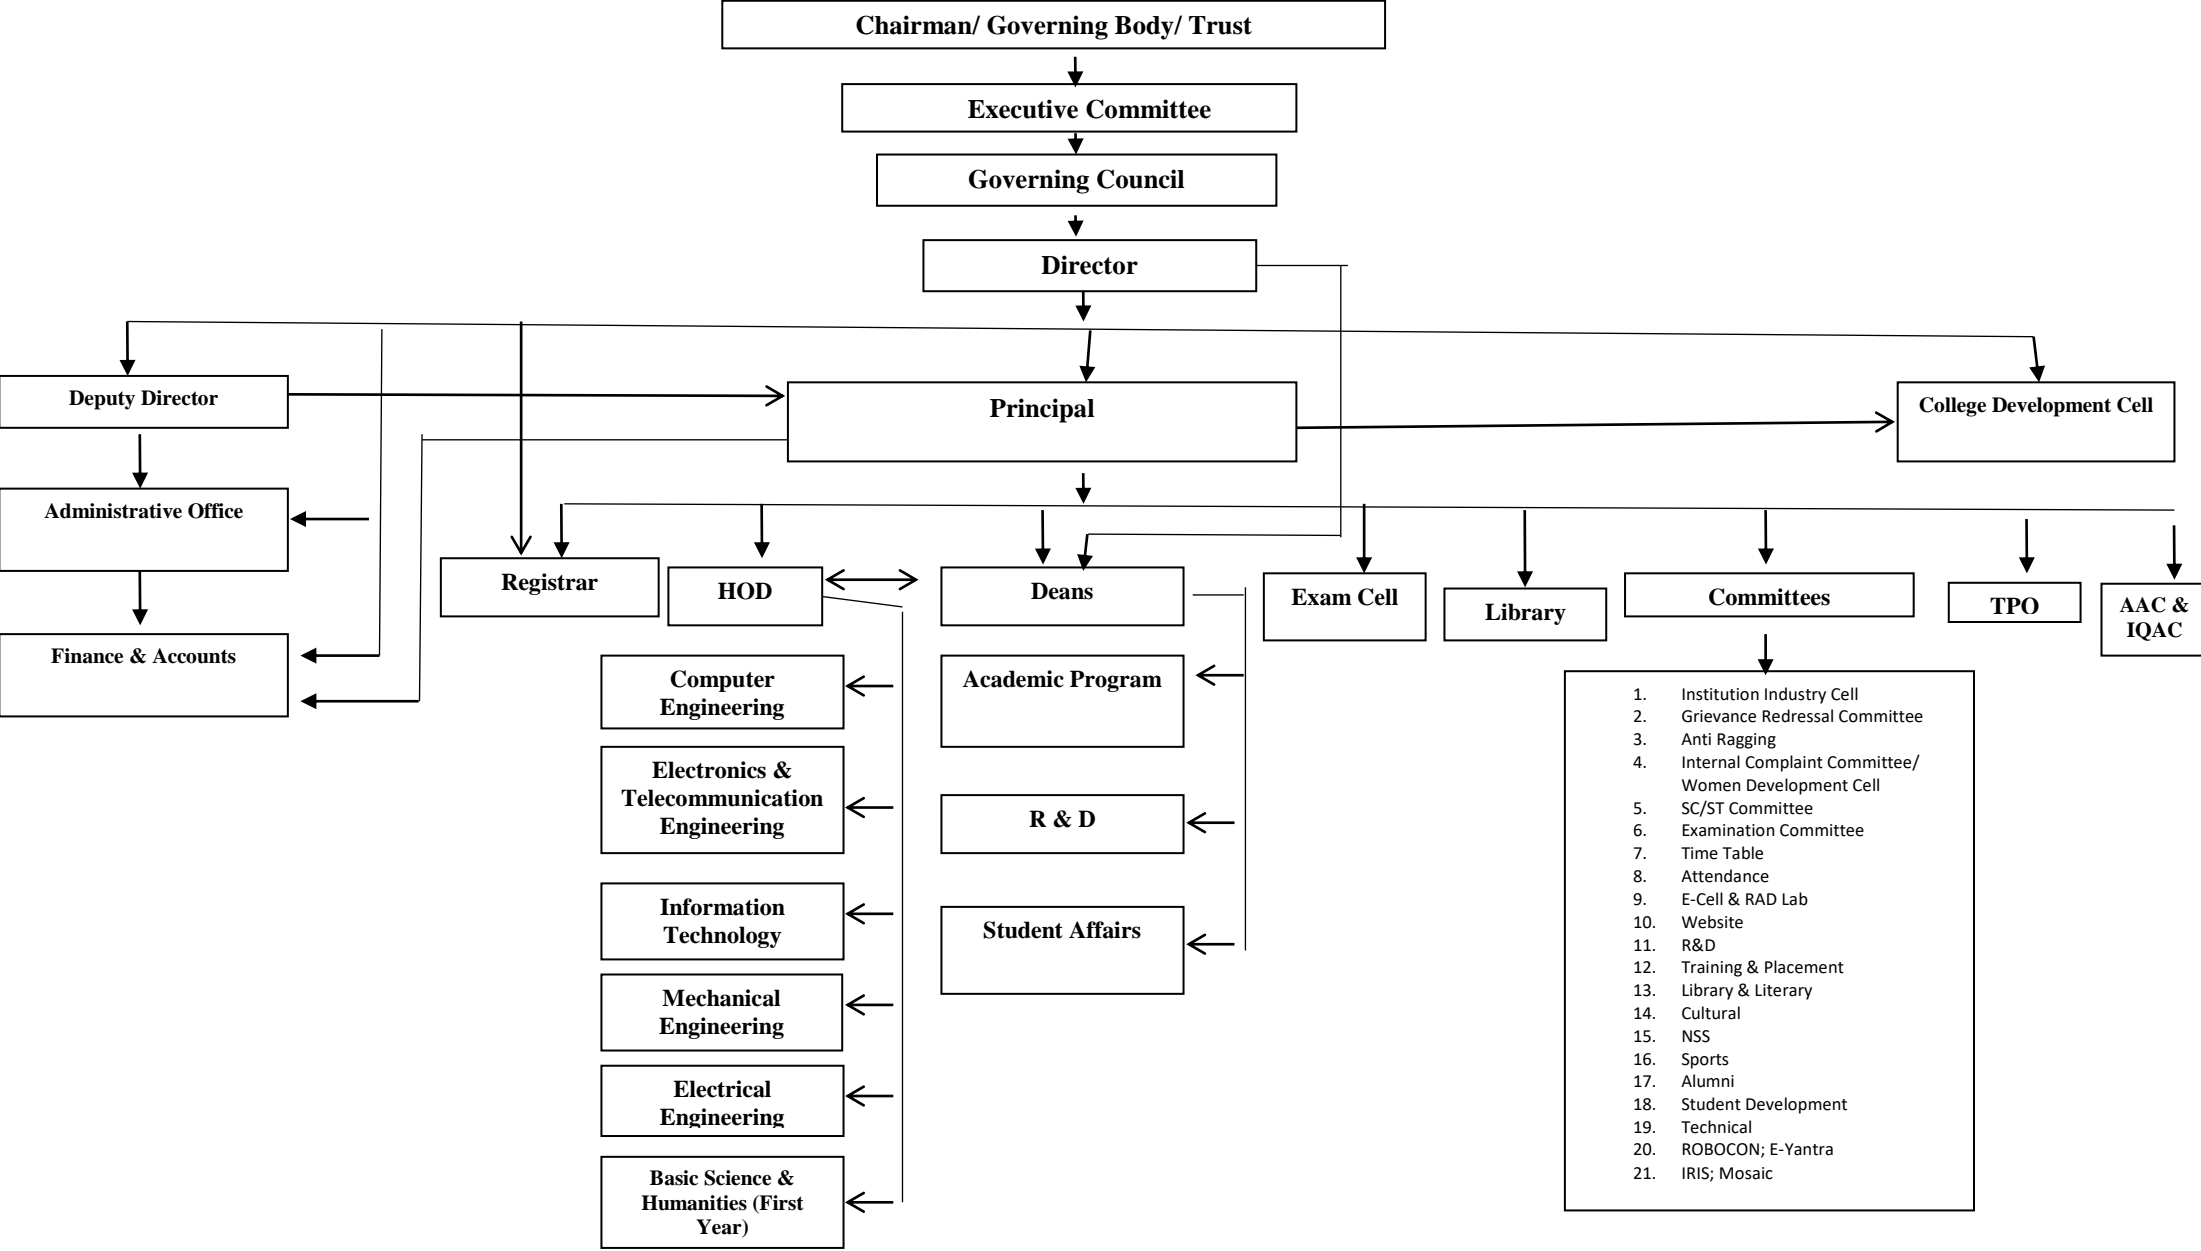 Chairman/ Governing Body/ Trust
Executive Committee
Governing Council
Director
Deputy Director
Principal
College Development Cell
Administrative Office
Finance & Accounts
Registrar
HOD
Deans
Exam Cell
Library
Committees
TPO
AAC &
IQAC
Computer
Engineering
Electronics &
Telecommunication
Engineering
Information
Technology
Mechanical
Engineering
Electrical
Engineering
Basic Science &
Humanities (First
Year)
Academic Program
R & D
Student Affairs
1. Institution Industry Cell
2. Grievance Redressal Committee
3. Anti Ragging
4. Internal Complaint Committee/
Women Development Cell
5. SC/ST Committee
6. Examination Committee
7. Time Table
8. Attendance
9. E-Cell & RAD Lab
10. Website
11. R&D
12. Training & Placement
13. Library & Literary
14. Cultural
15. NSS
16. Sports
17. Alumni
18. Student Development
19. Technical
20. ROBOCON; E-Yantra
21. IRIS; Mosaic